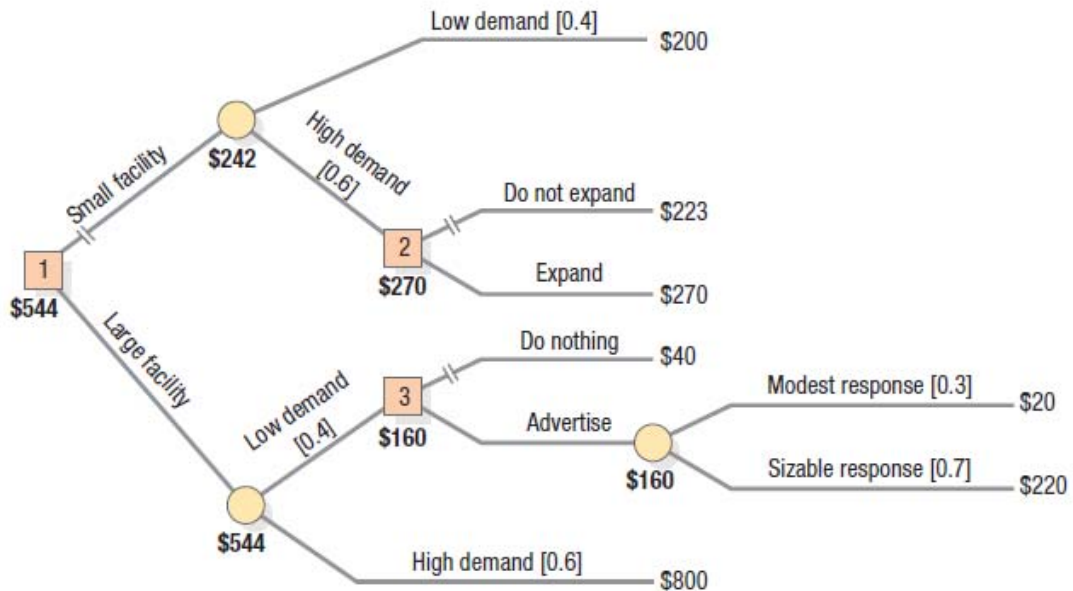 Low demand [0.4]
$200
Small facility
$242
High demand
[0.6]
Do not expand
$223
2
$270
Expand
$270
1
$544
Large facility
Low demand
[0.4]
Do nothing
$40
3
$160
Advertise
Modest response [0.3]
$20
$160
Sizable response [0.7]
$220
$544
High demand [0.6]
$800